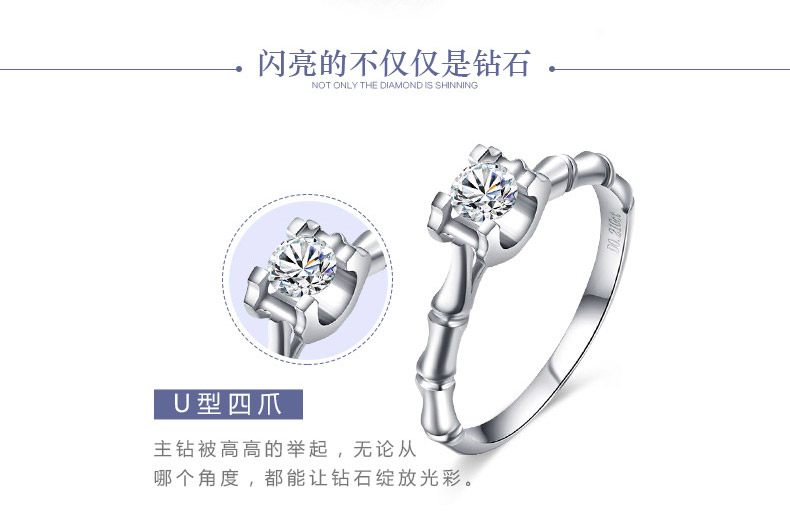 闪亮的不仅仅是钻石
NOT ONLY THE DIAMOND IS SHINNING
U型四爪
主钻被高高的举起，无论从
哪个角度，都能让钻石绽放光彩。